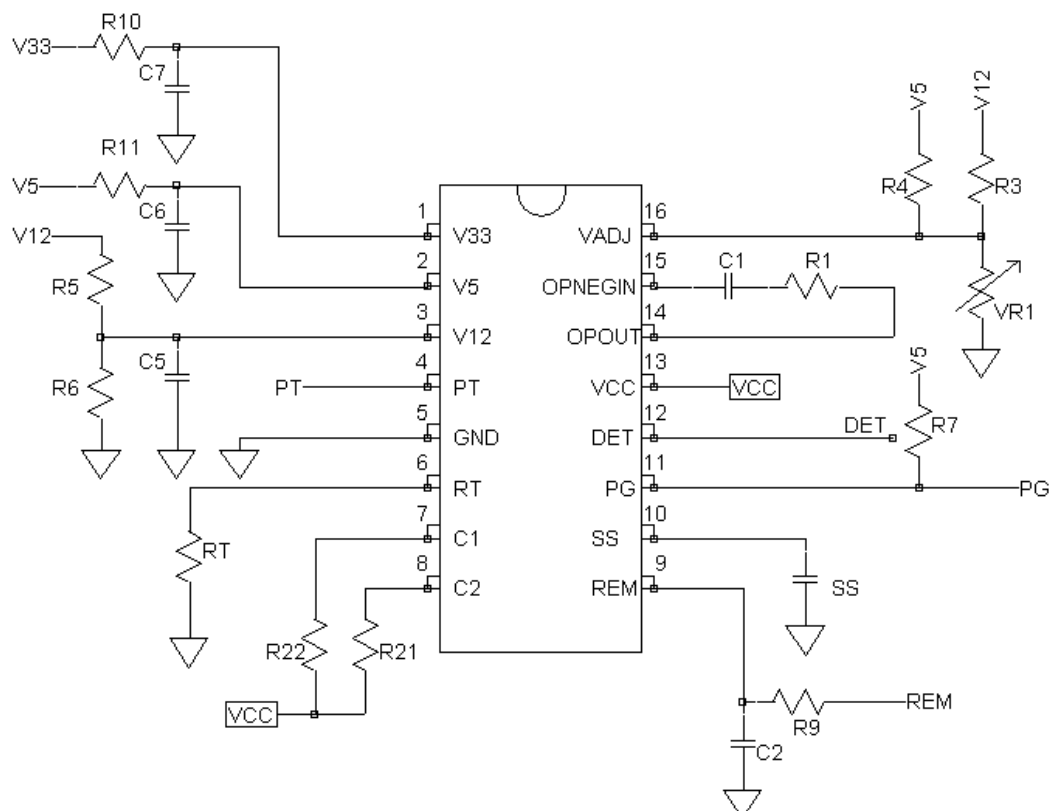 R10
V33
C7
R11
V5
C6
V12
R5
C5
R6
PT
RT
R22
R21
VCC
1
V33
2
V5
3
V12
4
PT
5
GND
6
RT
7
C1
8
C2
16
VADJ
15
OPNEGIN
14
OPOUT
13
VCC
12
DET
11
PG
10
SS
9
REM
V5
V12
R4
R3
C1
R1
VR1
VCC
V5
DET
R7
PG
SS
REM
R9
C2